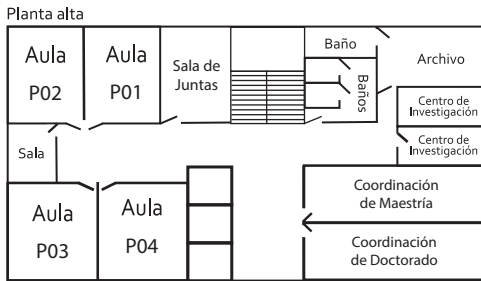 Planta alta
Aula
P02
Aula
P01
Sala de
Juntas
Baño
Baños
Archivo
Centro de
Investigación
Centro de
Investigación
Sala
Aula
P03
Aula
P04
Coordinación
de Maestría
Coordinación
de Doctorado